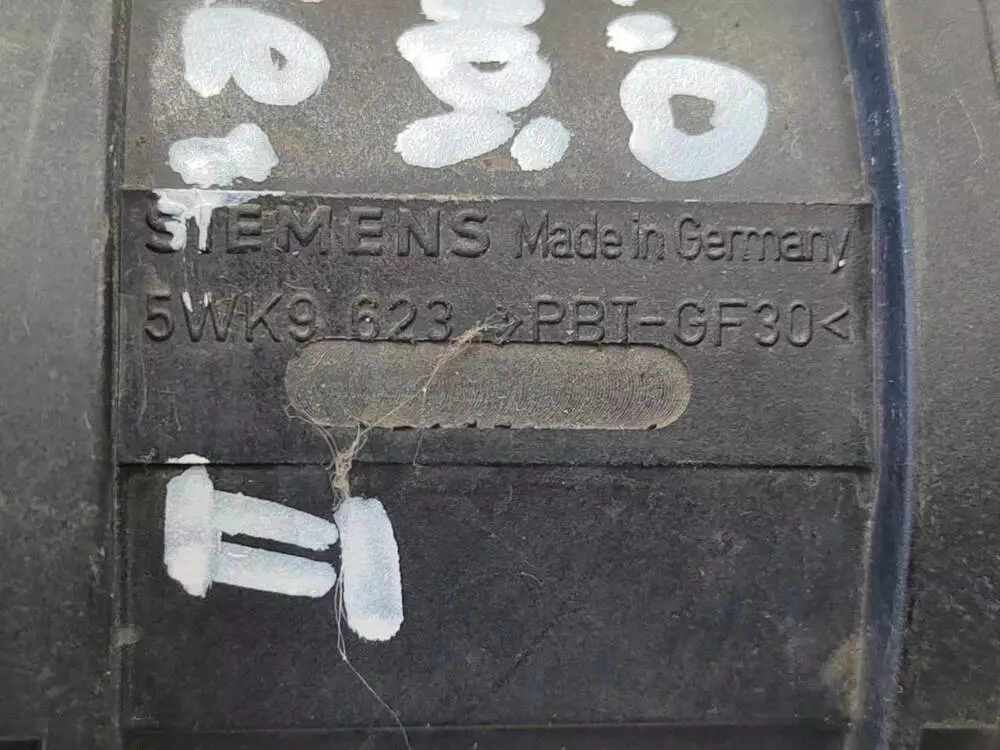 SIEMENS Made in Germany
5WK9 623 >PBT-GF30<